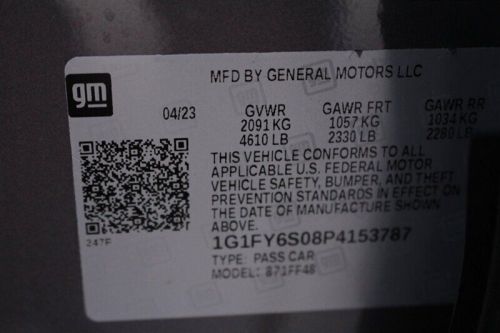 gm
MFD BY GENERAL MOTORS LLC
04/23 GVWR GAWR FRT GAWR RR
2091 KG 1057 KG 1034 KG
4610 LB 2330 LB 2280 LB
THIS VEHICLE CONFORMS TO ALL
APPLICABLE U.S. FEDERAL MOTOR
VEHICLE SAFETY, BUMPER, AND THEFT
PREVENTION STANDARDS IN EFFECT ON
THE DATE OF MANUFACTURE SHOWN
ABOVE.
247F
1G1FY6S08P4153787
TYPE: PASS CAR
MODEL: 871FF48